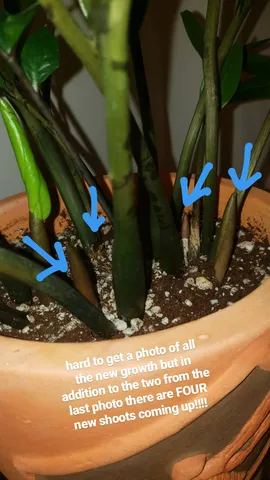 hard to get a photo of all
the new growth but in
addition to the two from the
last photo there are FOUR
new shoots coming up!!!!